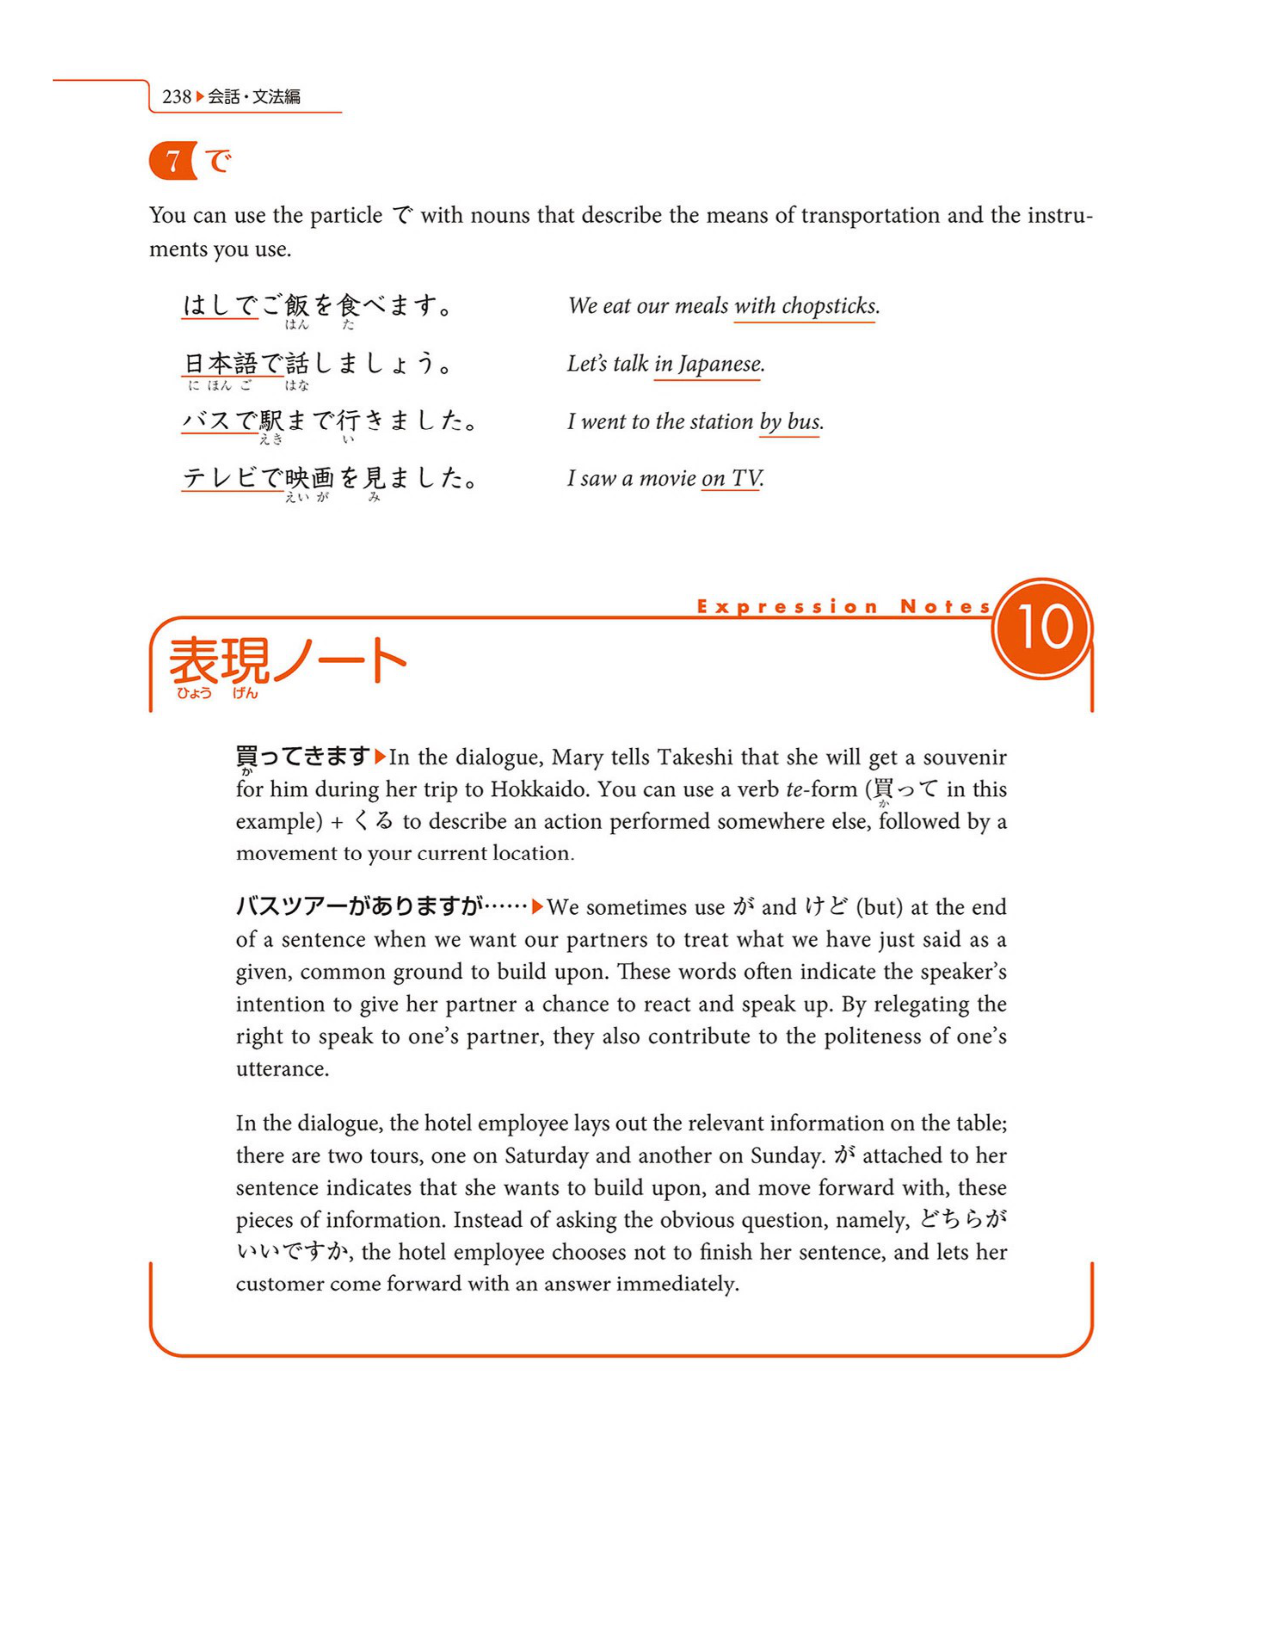 238▶会話・文法編
7 で
You can use the particle で with nouns that describe the means of transportation and the instru-
ments you use.
はしでご飯を食べます。 We eat our meals with chopsticks.
はん た
日本語で話しましょう。 Let's talk in Japanese.
に ほん ご はな
バスで駅まで行きました。 I went to the station by bus.
えき い
テレビで映画を見ました。 I saw a movie on TV.
えい が み
Expression Notes 10
表現ノート
ひょう げん
買ってきます▶In the dialogue, Mary tells Takeshi that she will get a souvenir
か
for him during her trip to Hokkaido. You can use a verb te-form (買って in this
か
example) + くる to describe an action performed somewhere else, followed by a
movement to your current location.
バスツアーがありますが……▶We sometimes use が and けど (but) at the end
of a sentence when we want our partners to treat what we have just said as a
given, common ground to build upon. These words often indicate the speaker's
intention to give her partner a chance to react and speak up. By relegating the
right to speak to one's partner, they also contribute to the politeness of one's
utterance.
In the dialogue, the hotel employee lays out the relevant information on the table;
there are two tours, one on Saturday and another on Sunday. が attached to her
sentence indicates that she wants to build upon, and move forward with, these
pieces of information. Instead of asking the obvious question, namely, どちらが
いいですか, the hotel employee chooses not to finish her sentence, and lets her
customer come forward with an answer immediately.